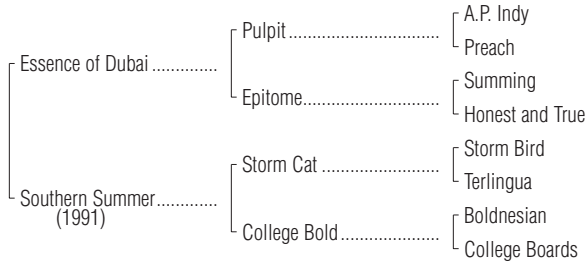 A.P. Indy
Pulpit
Preach
Essence of Dubai
Summing
Epitome
Honest and True
Storm Bird
Storm Cat
Terlingua
Southern Summer
(1991)
Boldnesian
College Bold
College Boards